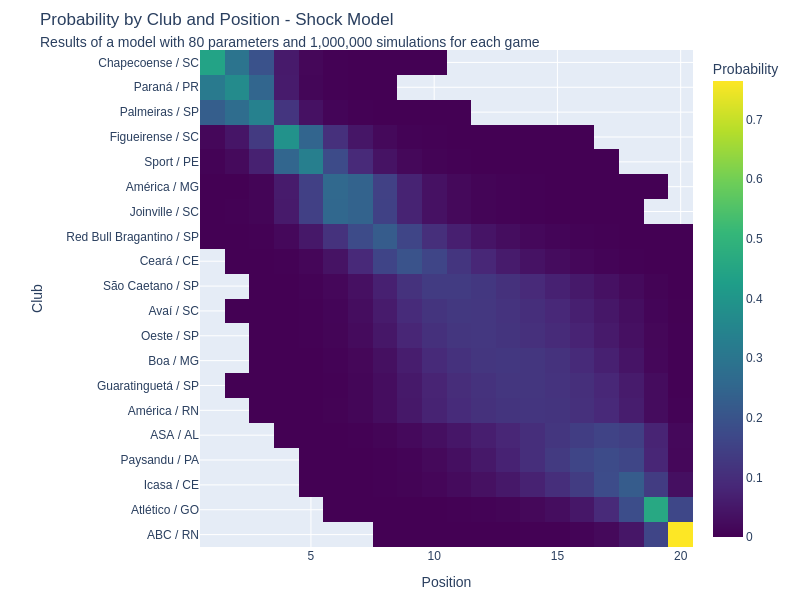 Probability by Club and Position - Shock Model
Results of a model with 80 parameters and 1,000,000 simulations for each game
Probability
Club
Chapecoense / SC
Paraná / PR
Palmeiras / SP
Figueirense / SC
Sport / PE
América / MG
Joinville / SC
Red Bull Bragantino / SP
Ceará / CE
São Caetano / SP
Avaí / SC
Oeste / SP
Boa / MG
Guaratinguetá / SP
América / RN
ASA / AL
Paysandu / PA
Icasa / CE
Atlético / GO
ABC / RN
0.7
0.6
0.5
0.4
0.3
0.2
0.1
0
5 10 15 20
Position